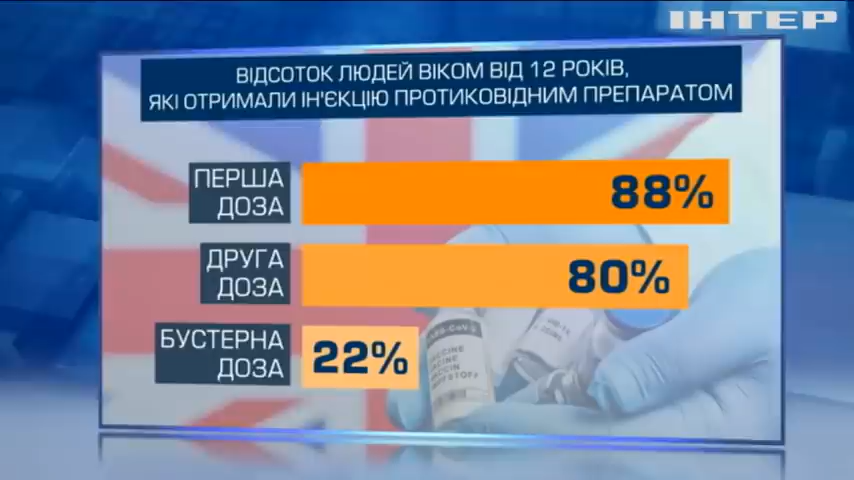 ІНТЕР
ВІДСОТОК ЛЮДЕЙ ВІКОМ ВІД 12 РОКІВ,
ЯКІ ОТРИМАЛИ ІН'ЄКЦІЮ ПРОТИКОВІДНИМ ПРЕПАРАТОМ
ПЕРША
ДОЗА
88%
ДРУГА
ДОЗА
80%
БУСТЕРНА
ДОЗА
22%